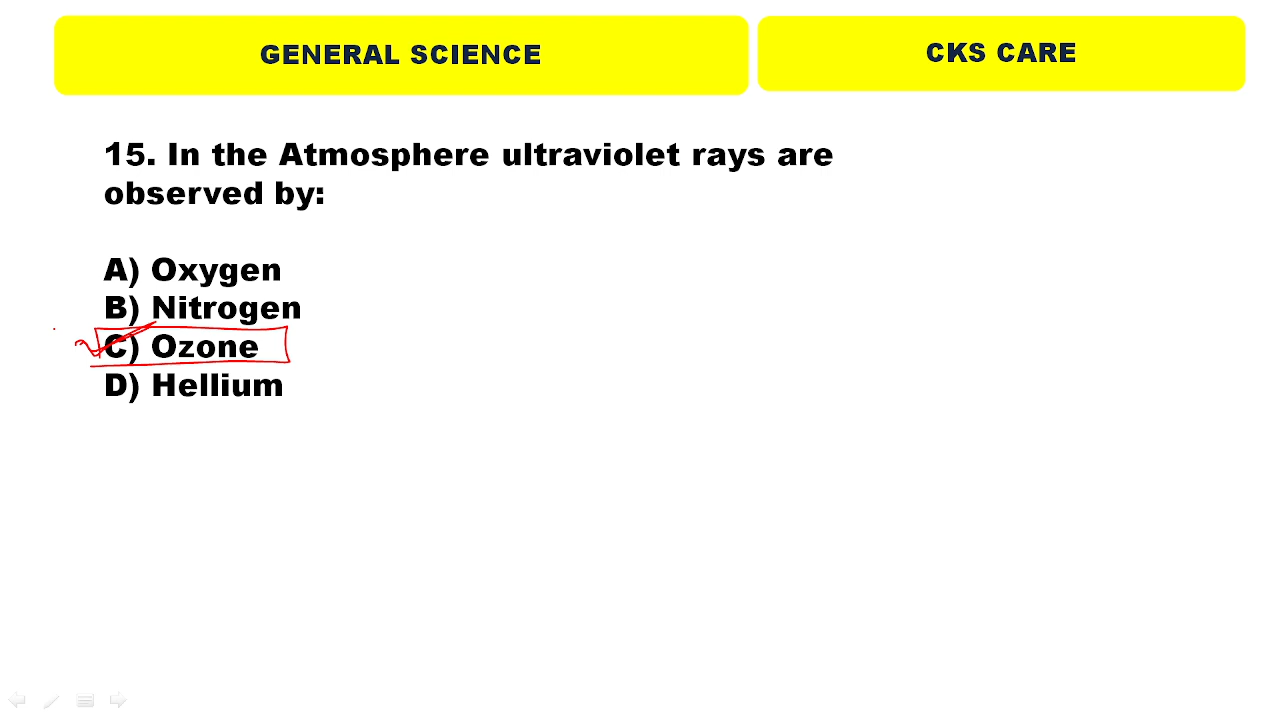 GENERAL SCIENCE
CKS CARE
15. In the Atmosphere ultraviolet rays are
observed by:
A) Oxygen
B) Nitrogen
C) Ozone
D) Hellium